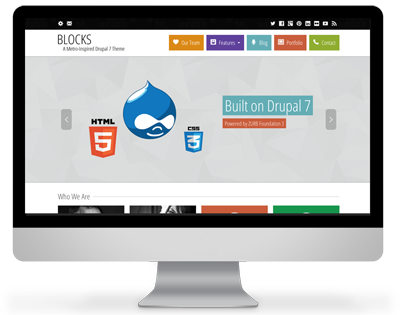 BLOCKS
A Metro-Inspired Drupal 7 Theme
Our Team
Features
Blog
Portfolio
Contact
HTML
5
CSS
3
Built on Drupal 7
Powered by ZURB Foundation 3
Who We Are